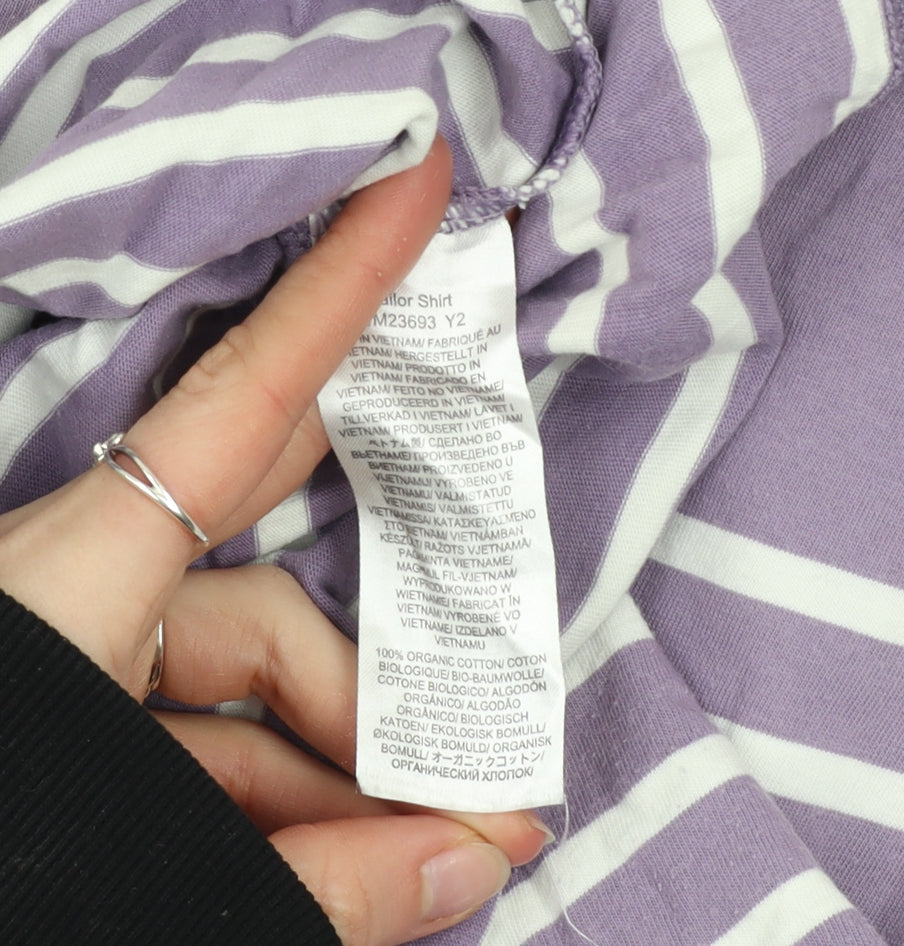 ailor Shirt
M23693 Y2
IN VIETNAM/ FABRIQUÉ AU
VIETNAM/ HERGESTELLT IN
VIETNAM/ PRODOTTO IN
VIETNAM/ FABRICADO EN
VIETNAM/ FEITO NO VIETNAME/
GEPRODUCEERD IN VIETNAM/
TILLVERKAD I VIETNAM/ LAVET I
VIETNAM/ PRODUSERT I VIETNAM/
ベトナム製/ СДЕЛАНО ВО
ВЬЕТНАМЕ/ ПРОИЗВЕДЕНО ВЪВ
ВИЕТНАМ/ PROIZVEDENO U
VIJETNAMU/ VYROBENO VE
VIETNAMU/ VALMISTATUD
VIETNAMIS/ VALMISTETTU
VIETNAMISSA/ ΚΑΤΑΣΚΕΥΑΣΜΕΝΟ
ΣΤΟ ΒΙΕΤΝΑΜ/ VIETNÁMBAN
KÉSZÜLT/ RAŽOTS VJETNAMĀ/
PAGAMINTA VIETNAME/
MAGĦMUL FIL-VJETNAM/
WYPRODUKOWANO W
WIETNAMIE/ FABRICAT ÎN
VIETNAM/ VYROBENÉ VO
VIETNAME/ IZDELANO V
VIETNAMU
100% ORGANIC COTTON/ COTON
BIOLOGIQUE/ BIO-BAUMWOLLE/
COTONE BIOLOGICO/ ALGODÓN
ORGÁNICO/ ALGODÃO
ORGÂNICO/ BIOLOGISCH
KATOEN/ EKOLOGISK BOMULL/
ØKOLOGISK BOMULD/ ORGANISK
BOMULL/ オーガニックコットン/
ОРГАНИЧЕСКИЙ ХЛОПОК/